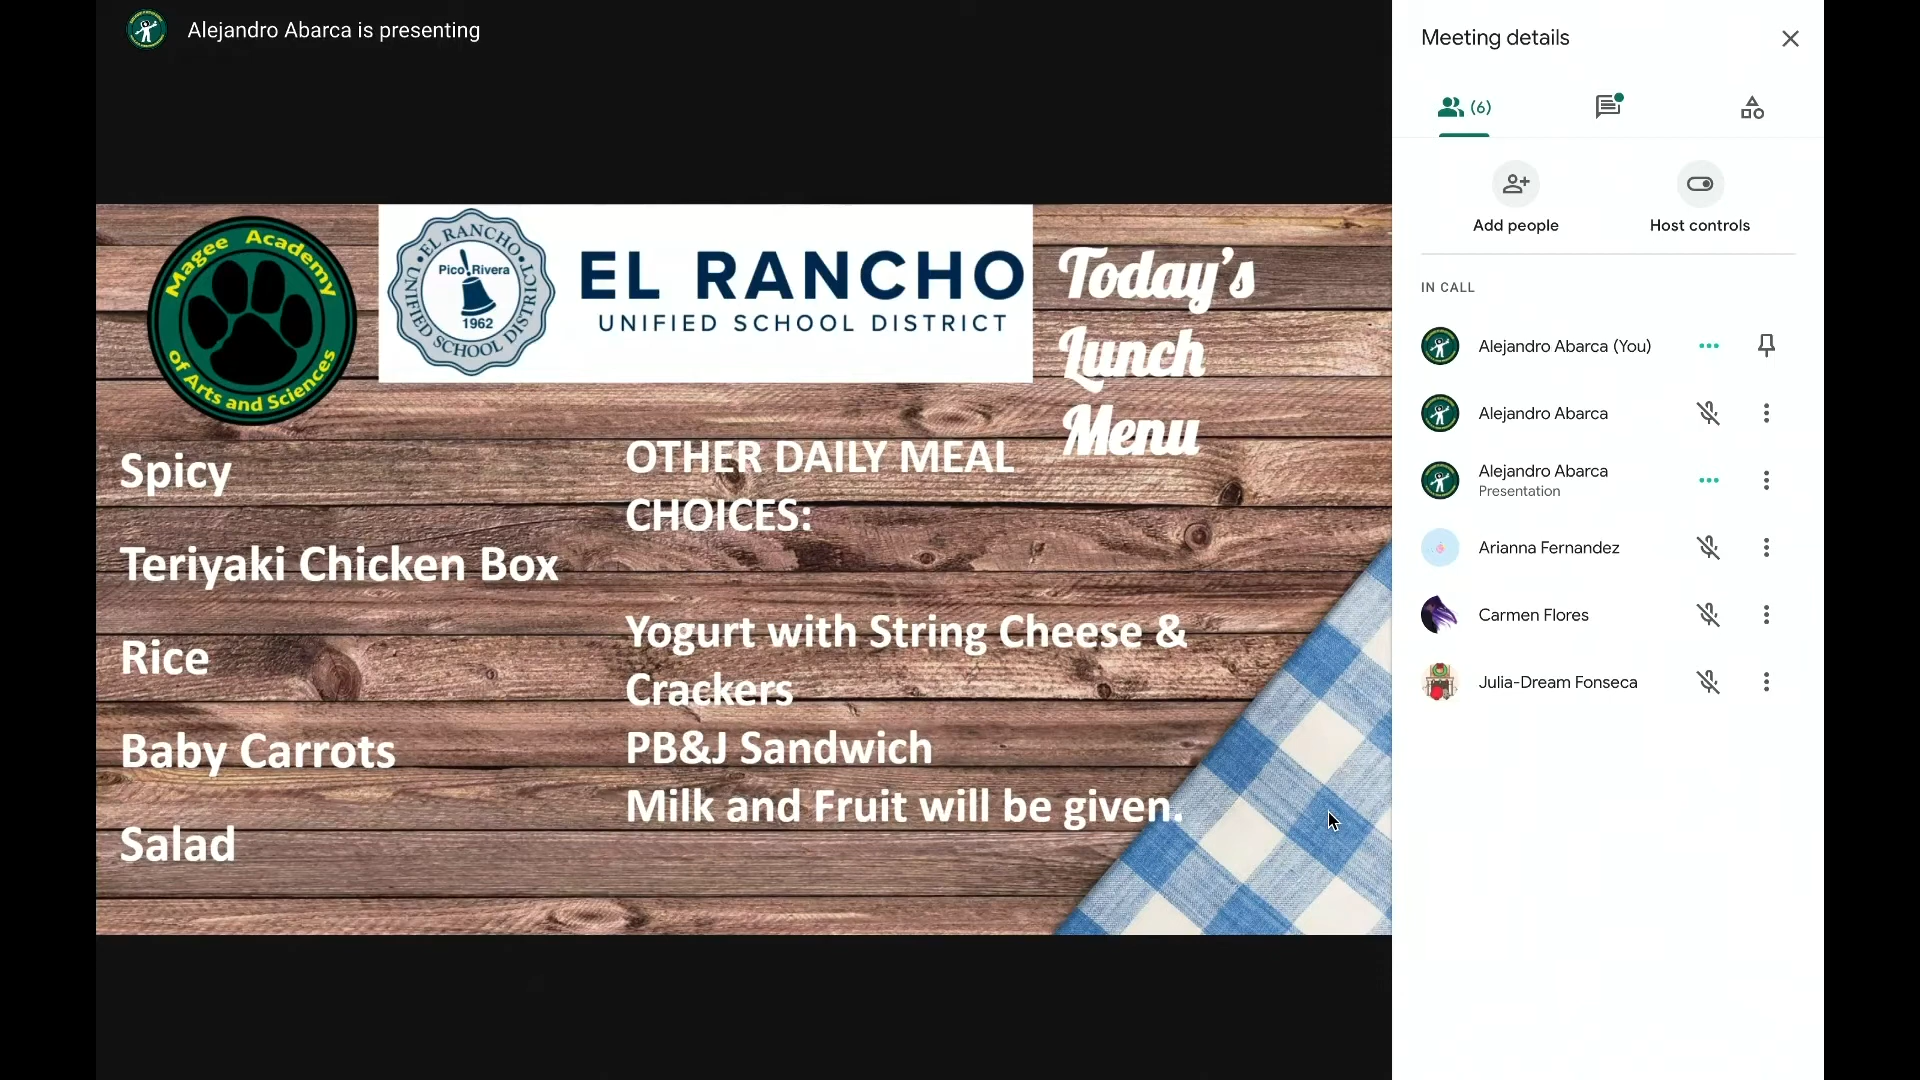 Alejandro Abarca is presenting
Magee Academy
of Arts and Sciences
EL RANCHO
UNIFIED SCHOOL DISTRICT
Pico Rivera
1962
EL RANCHO
UNIFIED SCHOOL DISTRICT
Today's
Lunch
Menu
Spicy
Teriyaki Chicken Box
Rice
Baby Carrots
Salad
OTHER DAILY MEAL
CHOICES:
Yogurt with String Cheese &
Crackers
PB&J Sandwich
Milk and Fruit will be given.
Meeting details
(6)
Add people
Host controls
IN CALL
Alejandro Abarca (You)
Alejandro Abarca
Alejandro Abarca
Presentation
Arianna Fernandez
Carmen Flores
Julia-Dream Fonseca